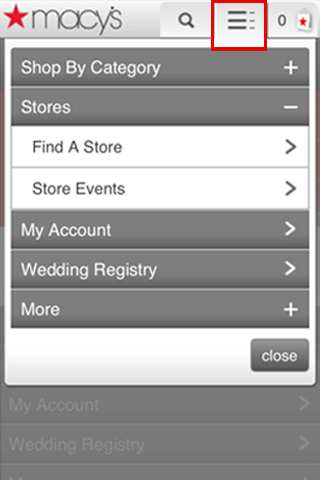 macy's
0
Shop By Category
Stores
Find A Store
Store Events
My Account
Wedding Registry
More
close
My Account
Wedding Registry